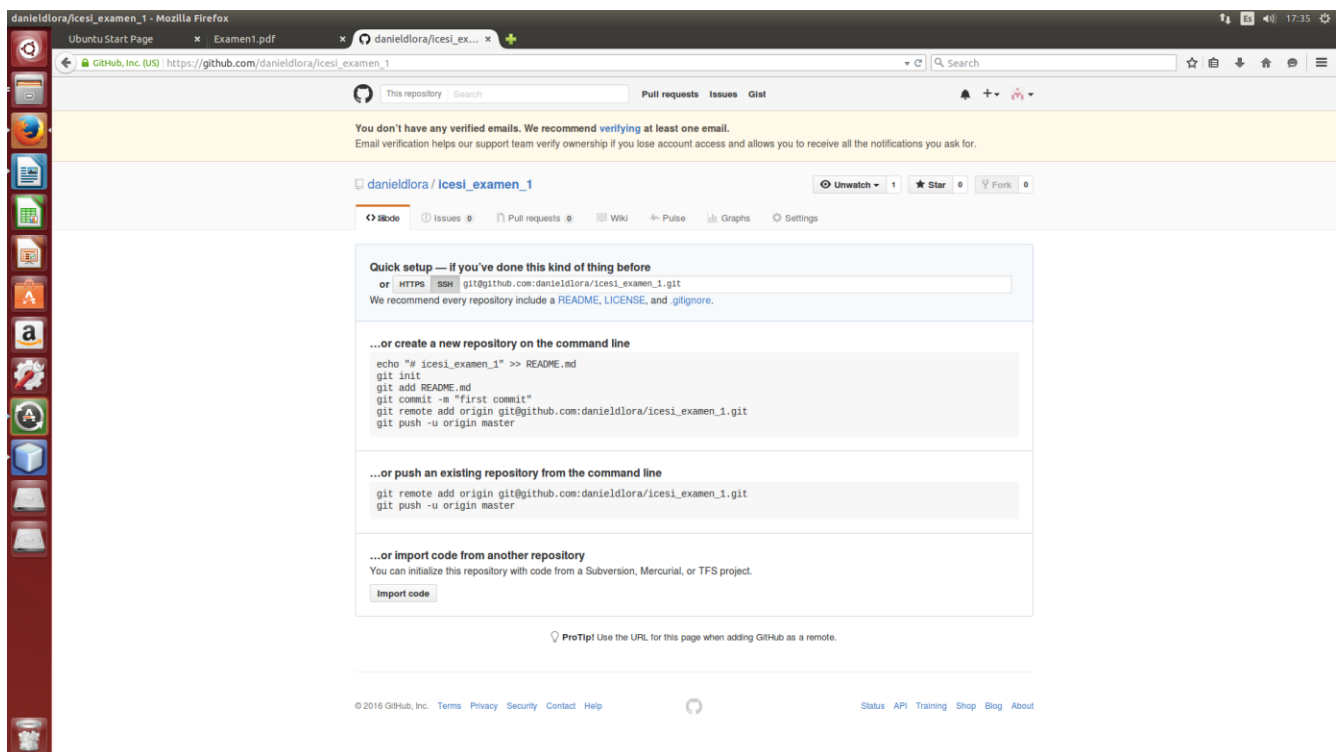 danieldlora/icesi_examen_1 - Mozilla Firefox
Es 17:35
Ubuntu Start Page × Examen1.pdf × danieldlora/icesi_ex... ×
GitHub, Inc. (US) https://github.com/danieldlora/icesi_examen_1 Search
This repository Search Pull requests Issues Gist
You don't have any verified emails. We recommend verifying at least one email.
Email verification helps our support team verify ownership if you lose account access and allows you to receive all the notifications you ask for.
danieldlora / icesi_examen_1 Unwatch 1 Star 0 Fork 0
Issues 0 Pull requests 0 Wiki Pulse Graphs Settings
Quick setup — if you've done this kind of thing before
or HTTPS SSH git@github.com:danieldlora/icesi_examen_1.git
We recommend every repository include a README, LICENSE, and .gitignore.
…or create a new repository on the command line
echo "# icesi_examen_1" >> README.md
git init
git add README.md
git commit -m "first commit"
git remote add origin git@github.com:danieldlora/icesi_examen_1.git
git push -u origin master
…or push an existing repository from the command line
git remote add origin git@github.com:danieldlora/icesi_examen_1.git
git push -u origin master
…or import code from another repository
You can initialize this repository with code from a Subversion, Mercurial, or TFS project.
Import code
ProTip! Use the URL for this page when adding GitHub as a remote.
© 2016 GitHub, Inc. Terms Privacy Security Contact Help Status API Training Shop Blog About